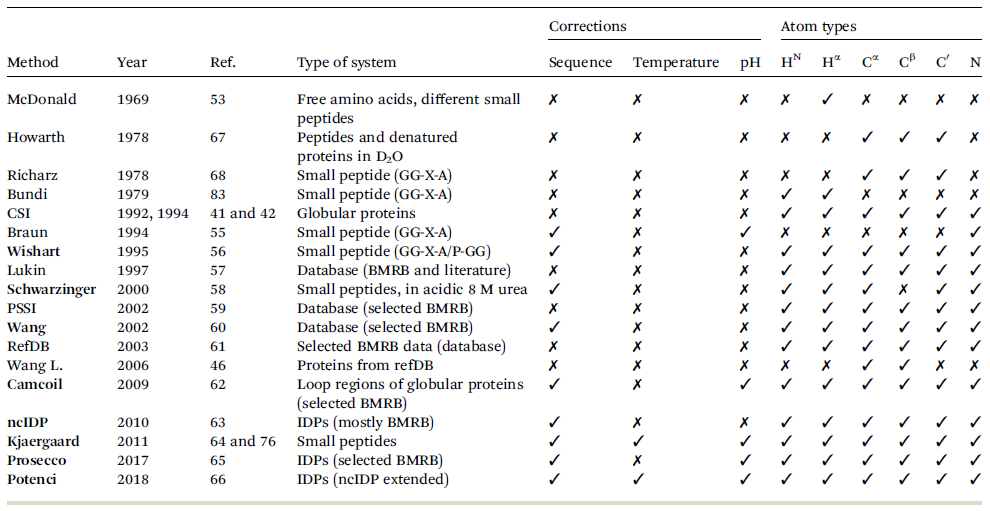 Corrections Atom types
Method Year Ref. Type of system Sequence Temperature pH Hᴺ Hᵅ Cᵅ Cᵝ C′ N
McDonald 1969 53 Free amino acids, different small ✗ ✗ ✗ ✗ ✓ ✗ ✗ ✗ ✗
peptides
Howarth 1978 67 Peptides and denatured ✗ ✗ ✗ ✗ ✗ ✓ ✓ ✓ ✗
proteins in D₂O
Richarz 1978 68 Small peptide (GG-X-A) ✗ ✗ ✗ ✗ ✗ ✓ ✓ ✓ ✗
Bundi 1979 83 Small peptide (GG-X-A) ✗ ✗ ✗ ✓ ✓ ✗ ✗ ✗ ✗
CSI 1992, 1994 41 and 42 Globular proteins ✗ ✗ ✗ ✓ ✓ ✓ ✓ ✓ ✓
Braun 1994 55 Small peptide (GG-X-A) ✓ ✗ ✓ ✗ ✗ ✗ ✗ ✗ ✓
Wishart 1995 56 Small peptide (GG-X-A/P-GG) ✓ ✗ ✗ ✓ ✓ ✓ ✓ ✓ ✓
Lukin 1997 57 Database (BMRB and literature) ✗ ✗ ✗ ✓ ✓ ✓ ✓ ✓ ✓
Schwarzinger 2000 58 Small peptides, in acidic 8 M urea ✓ ✗ ✗ ✓ ✓ ✓ ✗ ✓ ✓
PSSI 2002 59 Database (selected BMRB) ✗ ✗ ✗ ✓ ✓ ✓ ✓ ✓ ✓
Wang 2002 60 Database (selected BMRB) ✓ ✗ ✗ ✓ ✓ ✓ ✓ ✓ ✓
RefDB 2003 61 Selected BMRB data (database) ✗ ✗ ✗ ✓ ✓ ✓ ✓ ✓ ✓
Wang L. 2006 46 Proteins from refDB ✗ ✗ ✗ ✗ ✗ ✓ ✓ ✗ ✗
Camcoil 2009 62 Loop regions of globular proteins ✓ ✗ ✓ ✓ ✓ ✓ ✓ ✓ ✓
(selected BMRB)
ncIDP 2010 63 IDPs (mostly BMRB) ✓ ✗ ✗ ✓ ✓ ✓ ✓ ✓ ✓
Kjaergaard 2011 64 and 76 Small peptides ✓ ✓ ✓ ✓ ✓ ✓ ✓ ✓ ✓
Prosecco 2017 65 IDPs (selected BMRB) ✓ ✗ ✓ ✓ ✓ ✓ ✓ ✓ ✓
Potenci 2018 66 IDPs (ncIDP extended) ✓ ✓ ✓ ✓ ✓ ✓ ✓ ✓ ✓